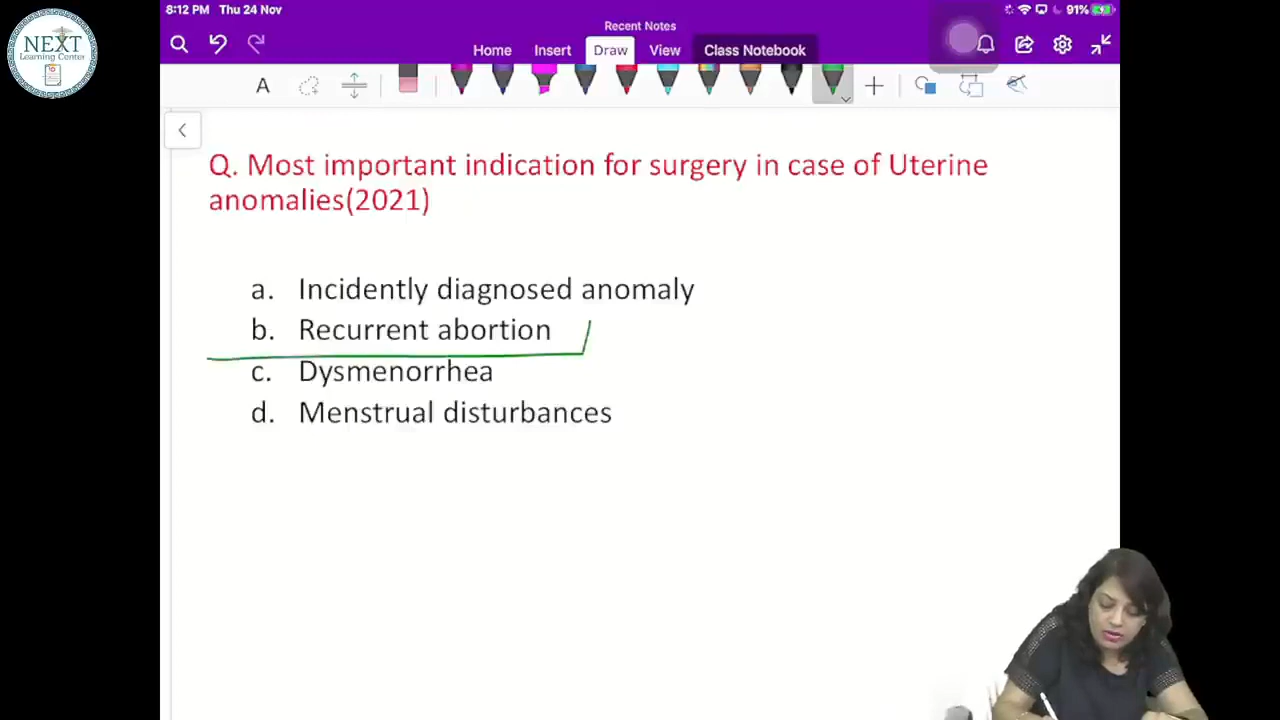 8:12 PM Thu 24 Nov
91%
Recent Notes
Home Insert Draw View Class Notebook
NEXT
Learning Center
A
Q. Most important indication for surgery in case of Uterine
anomalies(2021)
a. Incidently diagnosed anomaly
b. Recurrent abortion
c. Dysmenorrhea
d. Menstrual disturbances